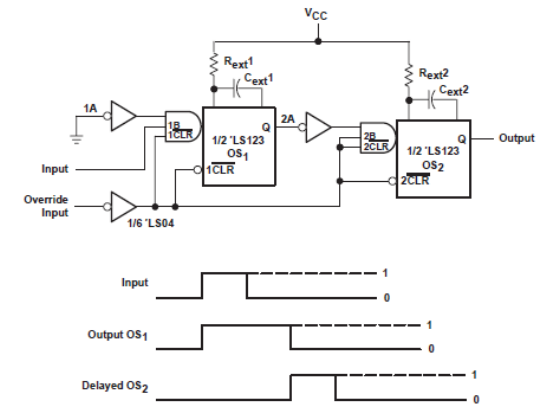 VCC
Rext1
Cext1
Rext2
Cext2
1A
1B
1CLR
Q
2A
1/2 'LS123
OS1
1CLR
2B
2CLR
Q
Output
1/2 'LS123
OS2
2CLR
Input
Override
Input
1/6 'LS04
Input
1
0
Output OS1
1
0
Delayed OS2
1
0